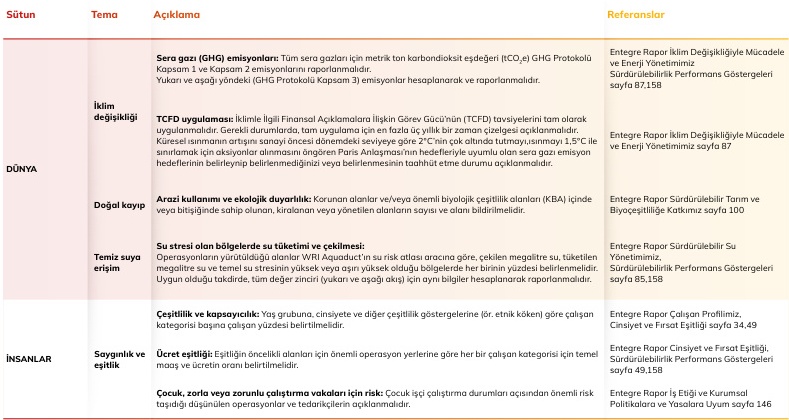 Sütun Tema Açıklama Referanslar
DÜNYA
İklim
değişikliği
Sera gazı (GHG) emisyonları: Tüm sera gazları için metrik ton karbondioksit eşdeğeri (tCO2e) GHG Protokolü
Kapsam 1 ve Kapsam 2 emisyonlarını raporlanmalıdır.
Yukarı ve aşağı yöndeki (GHG Protokolü Kapsam 3) emisyonlar hesaplanarak ve raporlanmalıdır.
Entegre Rapor İklim Değişikliğiyle Mücadele
ve Enerji Yönetimimiz
Sürdürülebilirlik Performans Göstergeleri
sayfa 87,158
TCFD uygulaması: İklimle İlgili Finansal Açıklamalara İlişkin Görev Gücü'nün (TCFD) tavsiyelerini tam olarak
uygulanmalıdır. Gerekli durumlarda, tam uygulama için en fazla üç yıllık bir zaman çizelgesi açıklanmalıdır.
Küresel ısınmanın artışını sanayi öncesi dönemdeki seviyeye göre 2°C'nin çok altında tutmayı,ısınmayı 1,5°C ile
sınırlamak için aksiyonlar alınmasını öngören Paris Anlaşması'nın hedefleriyle uyumlu olan sera gazı emisyon
hedeflerinin belirleynip belirlenmediğinizi veya belirlenmesinin taahhüt etme durumu açıklanmalıdır.
Entegre Rapor İklim Değişikliğiyle Mücadele
ve Enerji Yönetimimiz sayfa 87
Doğal kayıp
Arazi kullanımı ve ekolojik duyarlılık: Korunan alanlar ve/veya önemli biyolojik çeşitlilik alanları (KBA) içinde
veya bitişiğinde sahip olunan, kiralanan veya yönetilen alanların sayısı ve alanı bildirilmelidir.
Entegre Rapor Sürdürülebilir Tarım ve
Biyoçeşitliliğe Katkımız sayfa 100
Temiz suya
erişim
Su stresi olan bölgelerde su tüketimi ve çekilmesi:
Operasyonların yürütüldüğü alanlar WRI Aquaduct'ın su risk atlası aracına göre, çekilen megalitre su, tüketilen
megalitre su ve temel su stresinin yüksek veya aşırı yüksek olduğu bölgelerde her birinin yüzdesi belirlenmelidir.
Uygun olduğu takdirde, tüm değer zinciri (yukarı ve aşağı akış) için aynı bilgiler hesaplanarak raporlanmalıdır.
Entegre Rapor Sürdürülebilir Su
Yönetimimiz,
Sürdürülebilirlik Performans Göstergeleri
sayfa 85,158
İNSANLAR
Saygınlık ve
eşitlik
Çeşitlilik ve kapsayıcılık: Yaş grubuna, cinsiyete ve diğer çeşitlilik göstergelerine (ör. etnik köken) göre çalışan
kategorisi başına çalışan yüzdesi belirtilmelidir.
Entegre Rapor Çalışan Profilimiz,
Cinsiyet ve Fırsat Eşitliği sayfa 34,49
Ücret eşitliği: Eşitliğin öncelikli alanları için önemli operasyon yerlerine göre her bir çalışan kategorisi için temel
maaş ve ücretin oranı belirtilmelidir.
Entegre Rapor Cinsiyet ve Fırsat Eşitliği,
Sürdürülebilirlik Performans Göstergeleri
sayfa 49,158
Çocuk, zorla veya zorunlu çalıştırma vakaları için risk: Çocuk işçi çalıştırma durumları açısından önemli risk
taşıdığı düşünülen operasyonlar ve tedarikçilerin açıklanmalıdır.
Entegre Rapor İş Etiği ve Kurumsal
Politikalara ve Yasalara Uyum sayfa 146